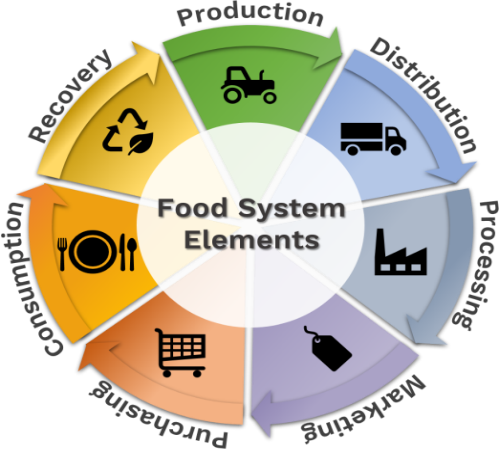 Production
Distribution
Processing
Marketing
Purchasing
Consumption
Recovery
Food System
Elements